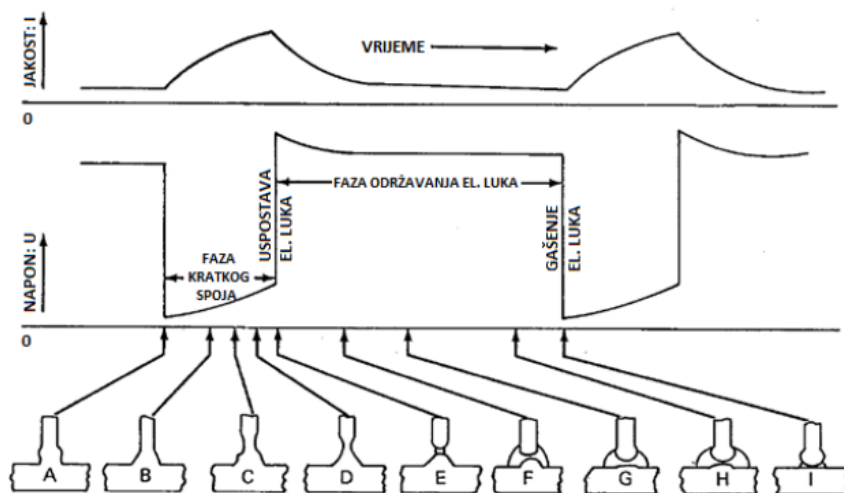 JAKOST: I
VRIJEME
0
NAPON: U
FAZA
KRATKOG
SPOJA
USPOSTAVA
EL. LUKA
FAZA ODRŽAVANJA EL. LUKA
GAŠENJE
EL. LUKA
0
A
B
C
D
E
F
G
H
I